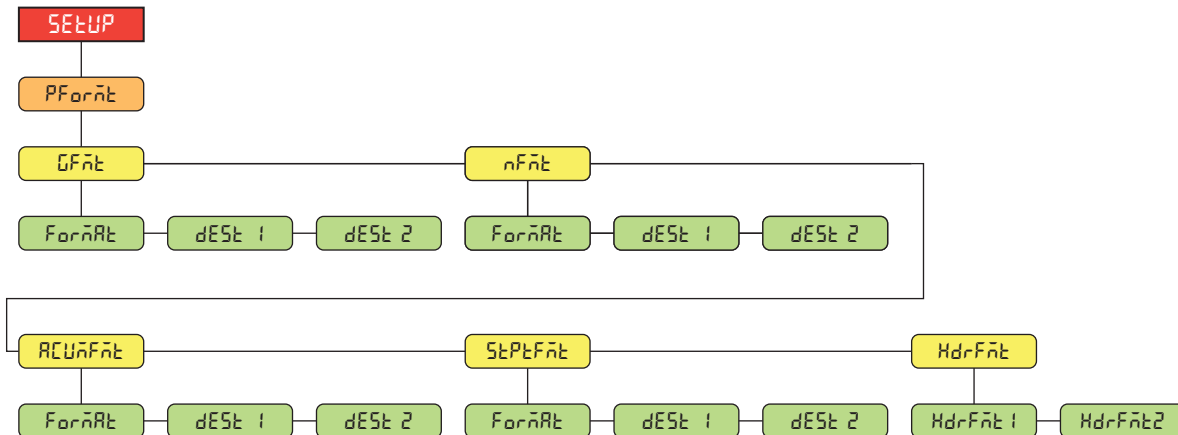 SEtUP
PFormt
GFmt nFmt
FormAt dESt 1 dESt 2 FormAt dESt 1 dESt 2
ACUmFmt StPtFmt HdrFmt
FormAt dESt 1 dESt 2 FormAt dESt 1 dESt 2 HdrFmt1 HdrFmt2